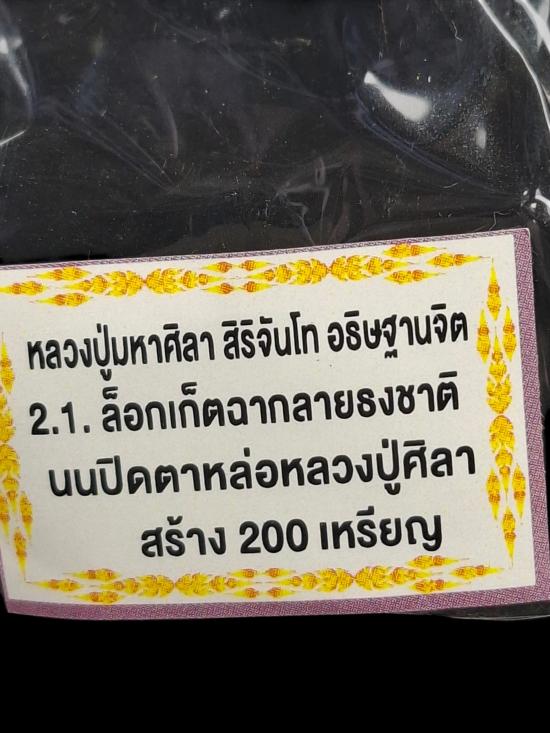 หลวงปู่มหาศิลา สิริจันโท อธิษฐานจิต
2.1. ล็อกเก็ตฉากลายธงชาติ
นนปิดตาหล่อหลวงปู่ศิลา
สร้าง 200 เหรียญ